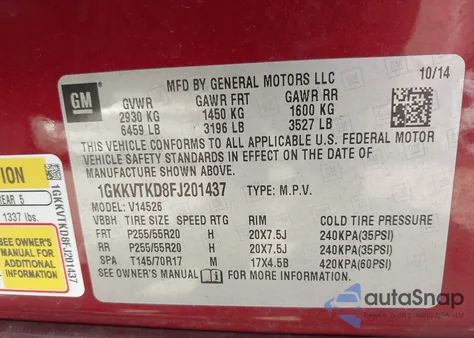 GM
MFD BY GENERAL MOTORS LLC 10/14
GVWR GAWR FRT GAWR RR
2930 KG 1450 KG 1600 KG
6459 LB 3196 LB 3527 LB
THIS VEHICLE CONFORMS TO ALL APPLICABLE U.S. FEDERAL MOTOR
VEHICLE SAFETY STANDARDS IN EFFECT ON THE DATE OF
MANUFACTURE SHOWN ABOVE.
1GKKVTKD8FJ201437 TYPE: M.P.V.
MODEL: V14526
VBBH TIRE SIZE SPEED RTG RIM COLD TIRE PRESSURE
FRT P255/55R20 H 20X7.5J 240KPA(35PSI)
RR P255/55R20 H 20X7.5J 240KPA(35PSI)
SPA T145/70R17 M 17X4.5B 420KPA(60PSI)
SEE OWNER'S MANUAL FOR MORE INFORMATION.
ION
REAR 5
1337 lbs.
SEE OWNER'S
MANUAL FOR
ADDITIONAL
INFORMATION
1GKKVTKD8FJ201437
autoSnap